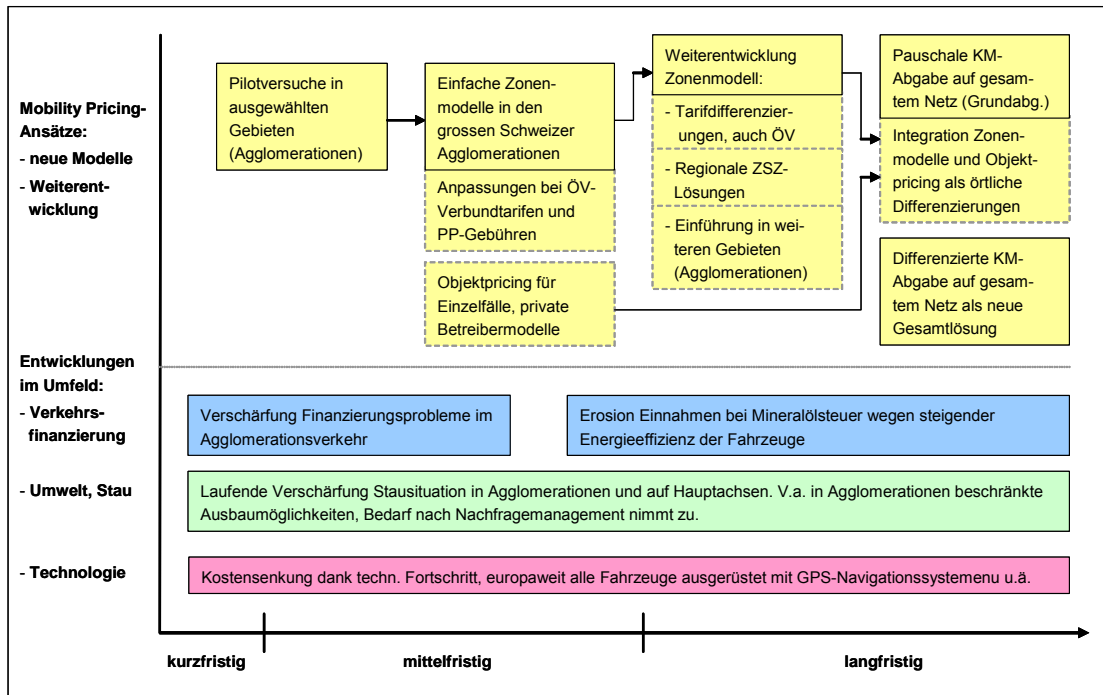 Mobility Pricing-
Ansätze:
- neue Modelle
- Weiterent-
wicklung
Pilotversuche in
ausgewählten
Gebieten
(Agglomerationen)
Einfache Zonen-
modelle in den
grossen Schweizer
Agglomerationen
Anpassungen bei ÖV-
Verbundtarifen und
PP-Gebühren
Objektpricing für
Einzelfälle, private
Betreibermodelle
Weiterentwicklung
Zonenmodell:
- Tarifdifferenzier-
ungen, auch ÖV
- Regionale ZSZ-
Lösungen
- Einführung in wei-
teren Gebieten
(Agglomerationen)
Pauschale KM-
Abgabe auf gesam-
tem Netz (Grundabg.)
Integration Zonen-
modelle und Objekt-
pricing als örtliche
Differenzierungen
Differenzierte KM-
Abgabe auf gesam-
tem Netz als neue
Gesamtlösung
Entwicklungen
im Umfeld:
- Verkehrs-
finanzierung
Verschärfung Finanzierungsprobleme im
Agglomerationsverkehr
Erosion Einnahmen bei Mineralölsteuer wegen steigender
Energieeffizienz der Fahrzeuge
- Umwelt, Stau
Laufende Verschärfung Stausituation in Agglomerationen und auf Hauptachsen. V.a. in Agglomerationen beschränkte
Ausbaumöglichkeiten, Bedarf nach Nachfragemanagement nimmt zu.
- Technologie
Kostensenkung dank techn. Fortschritt, europaweit alle Fahrzeuge ausgerüstet mit GPS-Navigationssystemenu u.ä.
kurzfristig
mittelfristig
langfristig